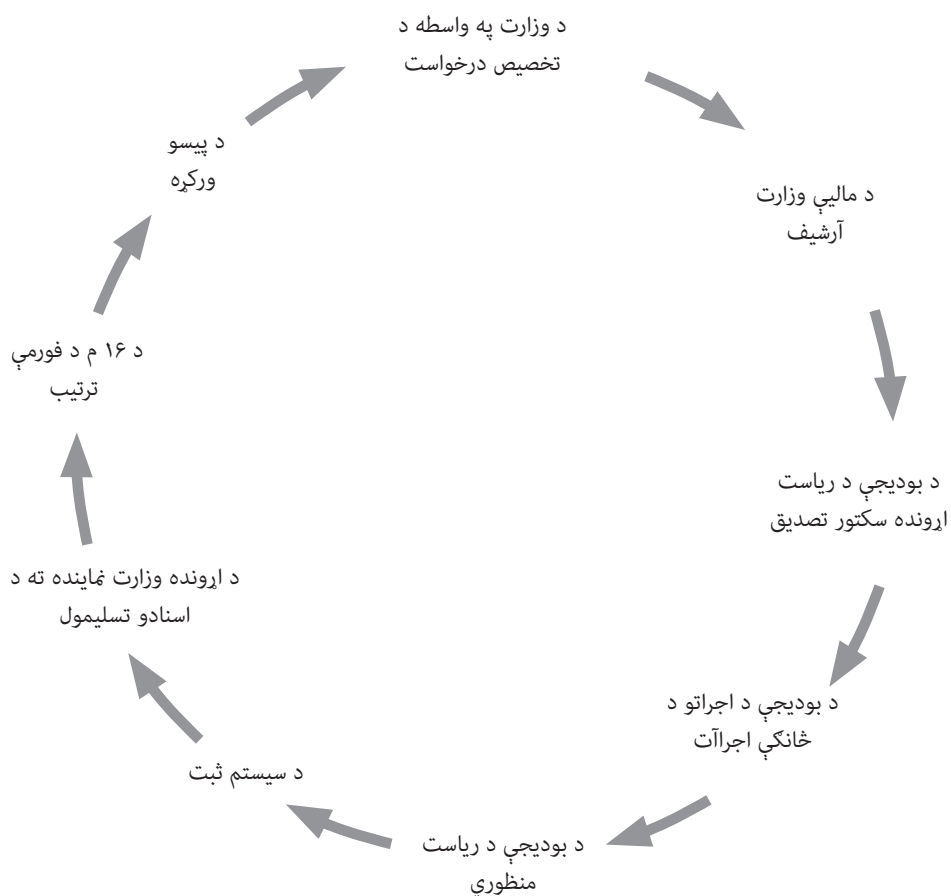 د وزارت په واسطه د
تخصیص درخواست
د مالیې وزارت
آرشیف
د بودیجې د ریاست
اړونده سکتور تصدیق
د بودیجې د اجراتو د
څانګې اجراآت
د بودیجې د ریاست
منظوري
د سیستم ثبت
د اړونده وزارت نماینده ته د
اسنادو تسلیمول
د ۱۶ م د فورمې
ترتیب
د پیسو
ورکړه